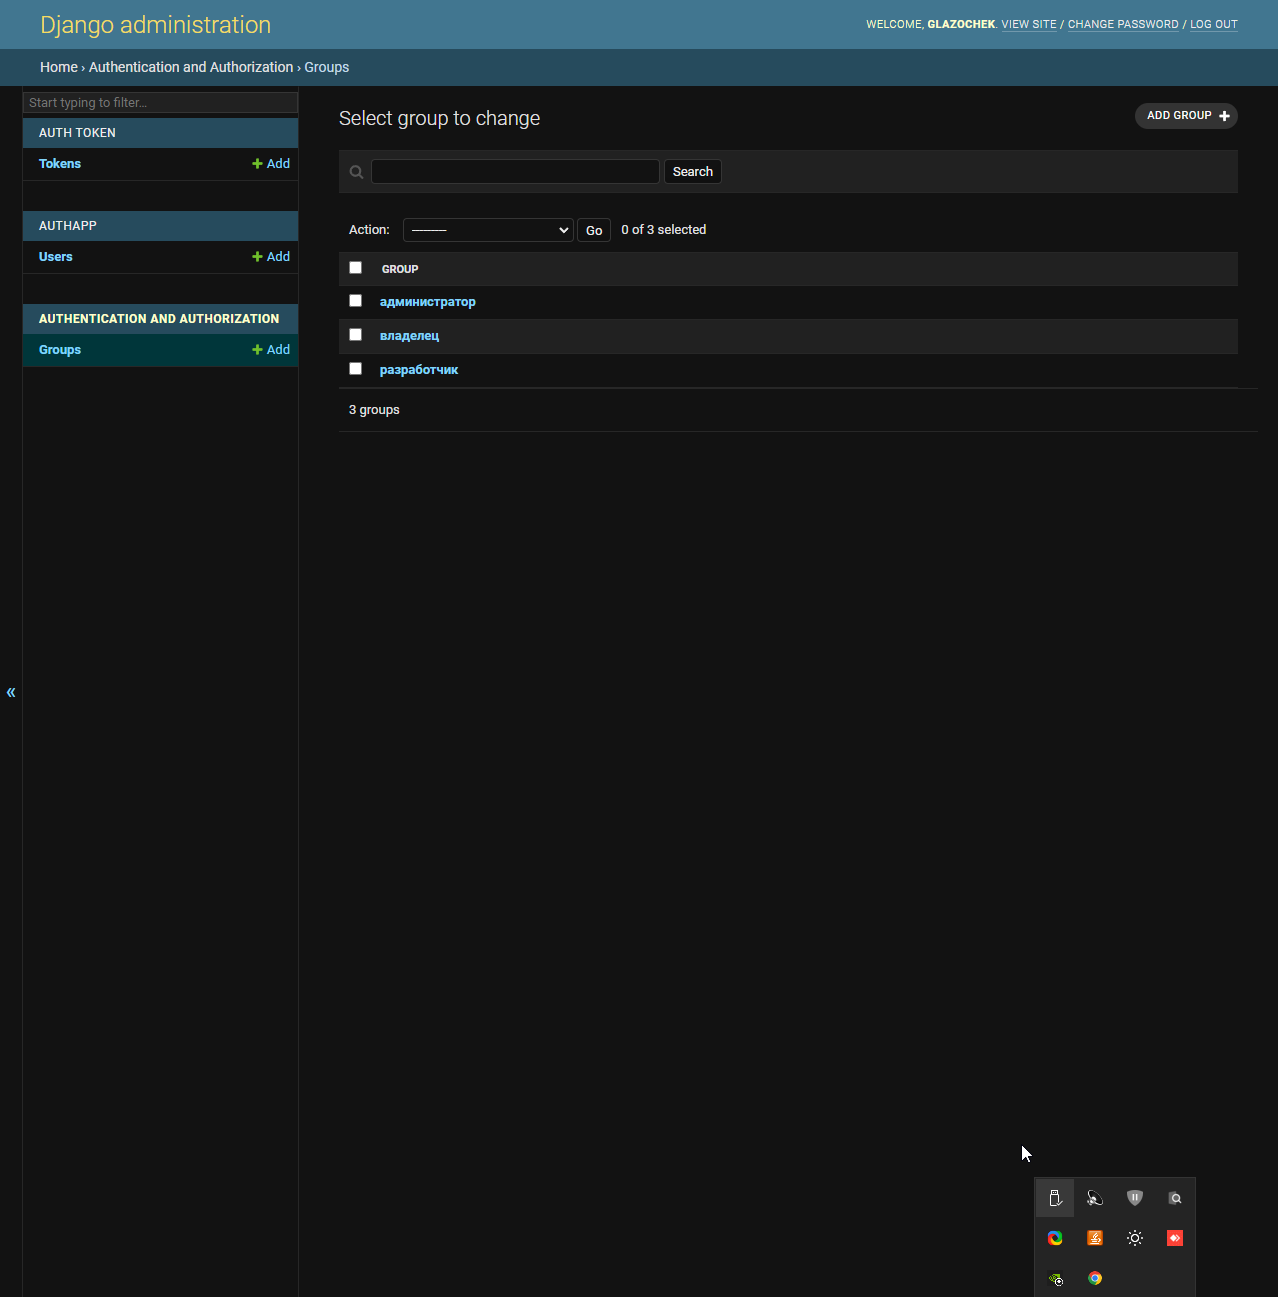 Django administration
WELCOME, GLAZOCHEK. VIEW SITE / CHANGE PASSWORD / LOG OUT
Home › Authentication and Authorization › Groups
Start typing to filter...
AUTH TOKEN
Tokens Add
AUTHAPP
Users Add
AUTHENTICATION AND AUTHORIZATION
Groups Add
«
Select group to change
ADD GROUP
Search
Action: --------- Go 0 of 3 selected
GROUP
администратор
владелец
разработчик
3 groups